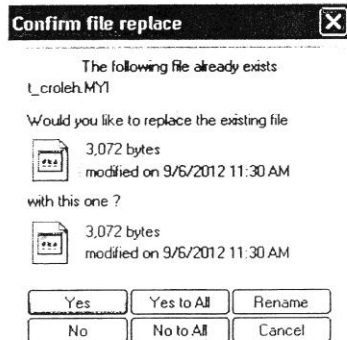 Confirm file replace
The following file already exists
t_croleh.MYI
Would you like to replace the existing file
3,072 bytes
modified on 9/6/2012 11:30 AM
with this one ?
3,072 bytes
modified on 9/6/2012 11:30 AM
Yes Yes to All Rename
No No to All Cancel